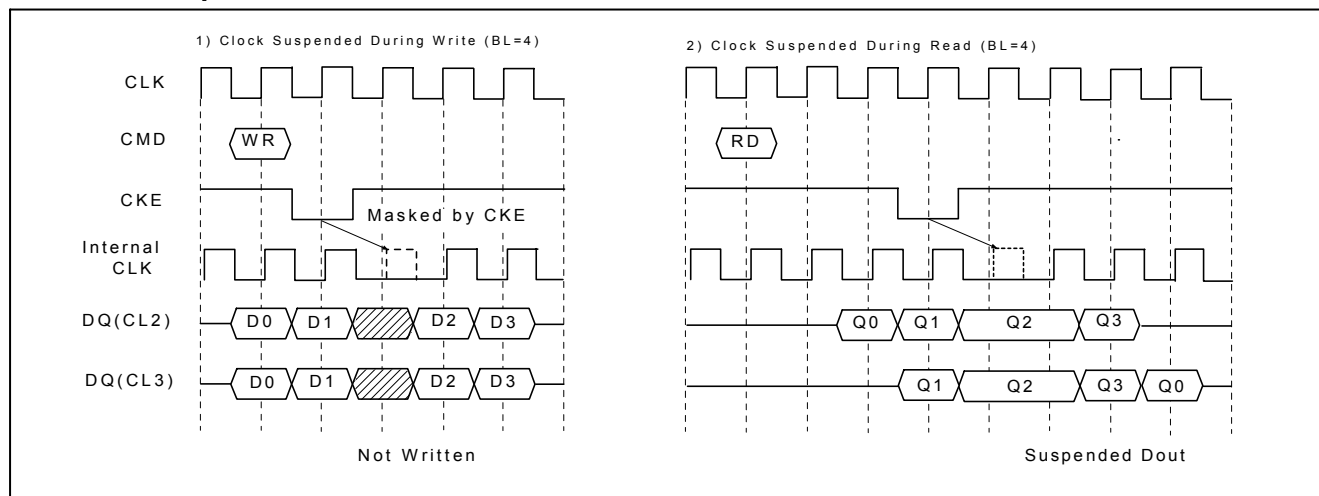 1) Clock Suspended During Write (BL=4)
2) Clock Suspended During Read (BL=4)
CLK
CMD
WR
RD
CKE
Masked by CKE
Internal
CLK
DQ(CL2)
D0
D1
D2
D3
Q0
Q1
Q2
Q3
DQ(CL3)
D0
D1
D2
D3
Q1
Q2
Q3
Q0
Not Written
Suspended Dout